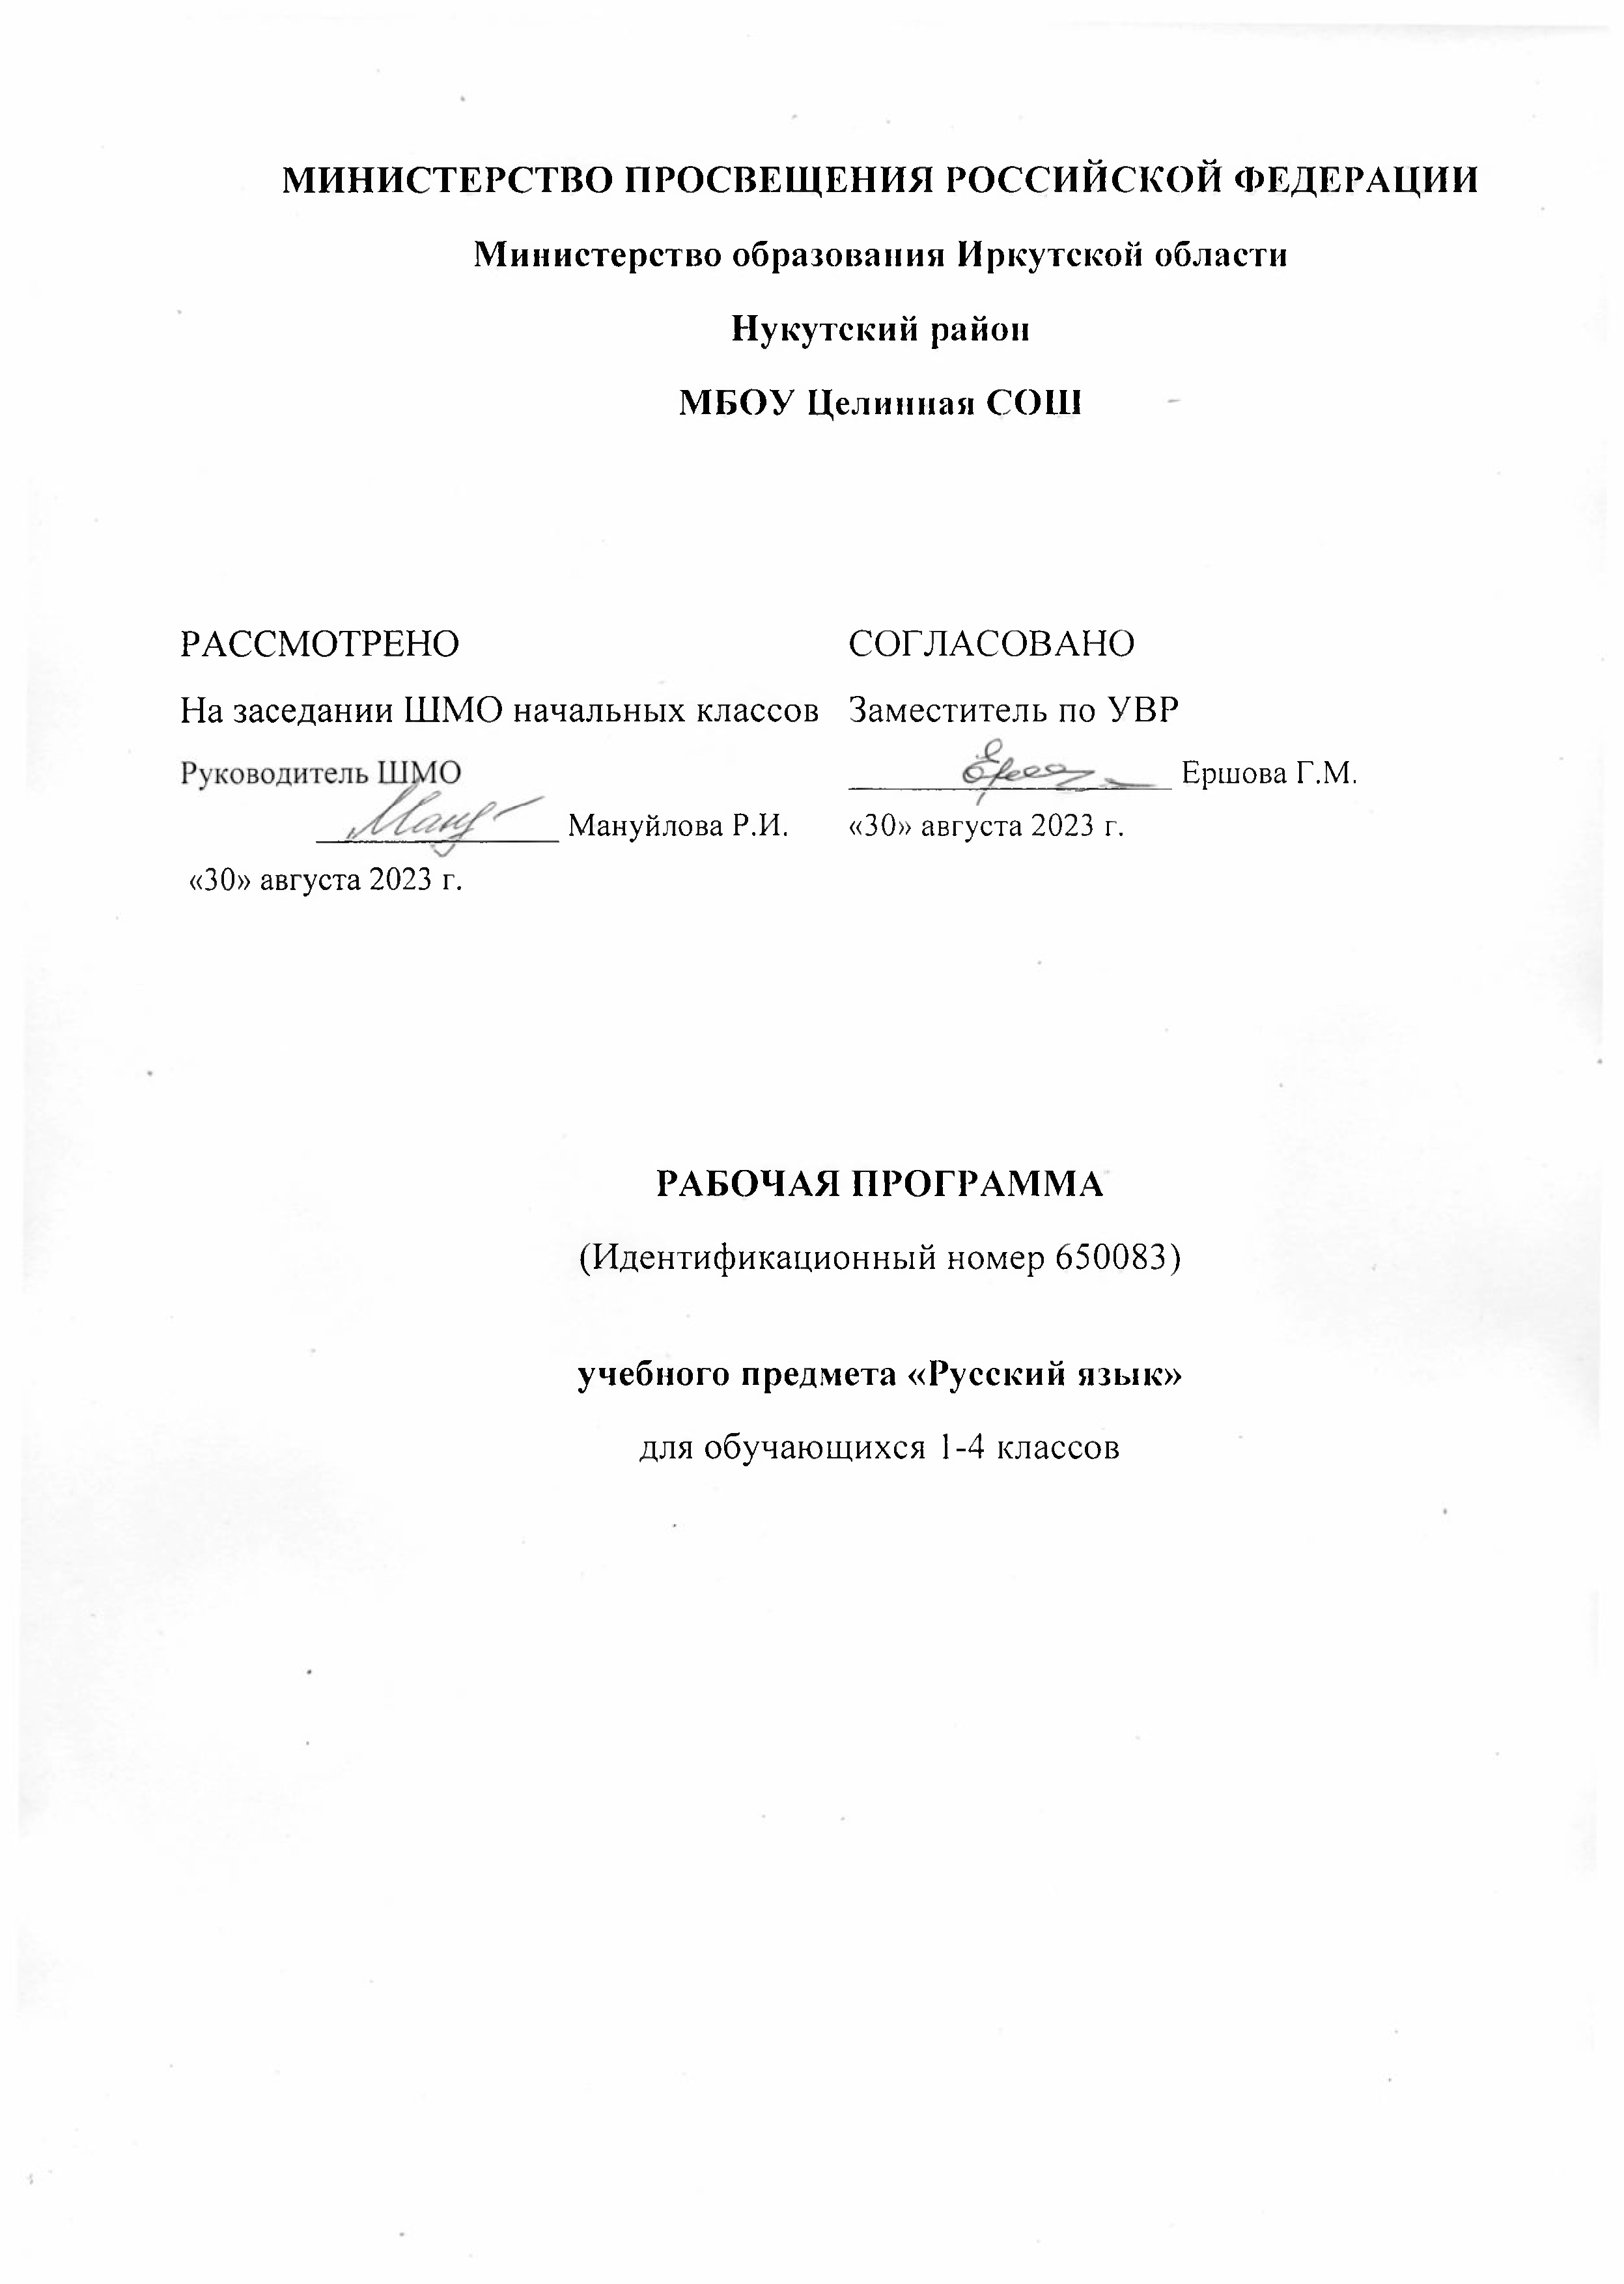 МИНИСТЕРСТВО ПРОСВЕЩЕНИЯ РОССИЙСКОЙ ФЕДЕРАЦИИ
Министерство образования Иркутской области
Нукутский район
МБОУ Целинная СОШ
РАССМОТРЕНО
На заседании ШМО начальных классов
Руководитель ШМО
Мануйлова Р.И.
«30» августа 2023 г.
СОГЛАСОВАНО
Заместитель по УВР
Ершова Г.М.
«30» августа 2023 г.
РАБОЧАЯ ПРОГРАММА
(Идентификационный номер 650083)
учебного предмета «Русский язык»
для обучающихся 1-4 классов